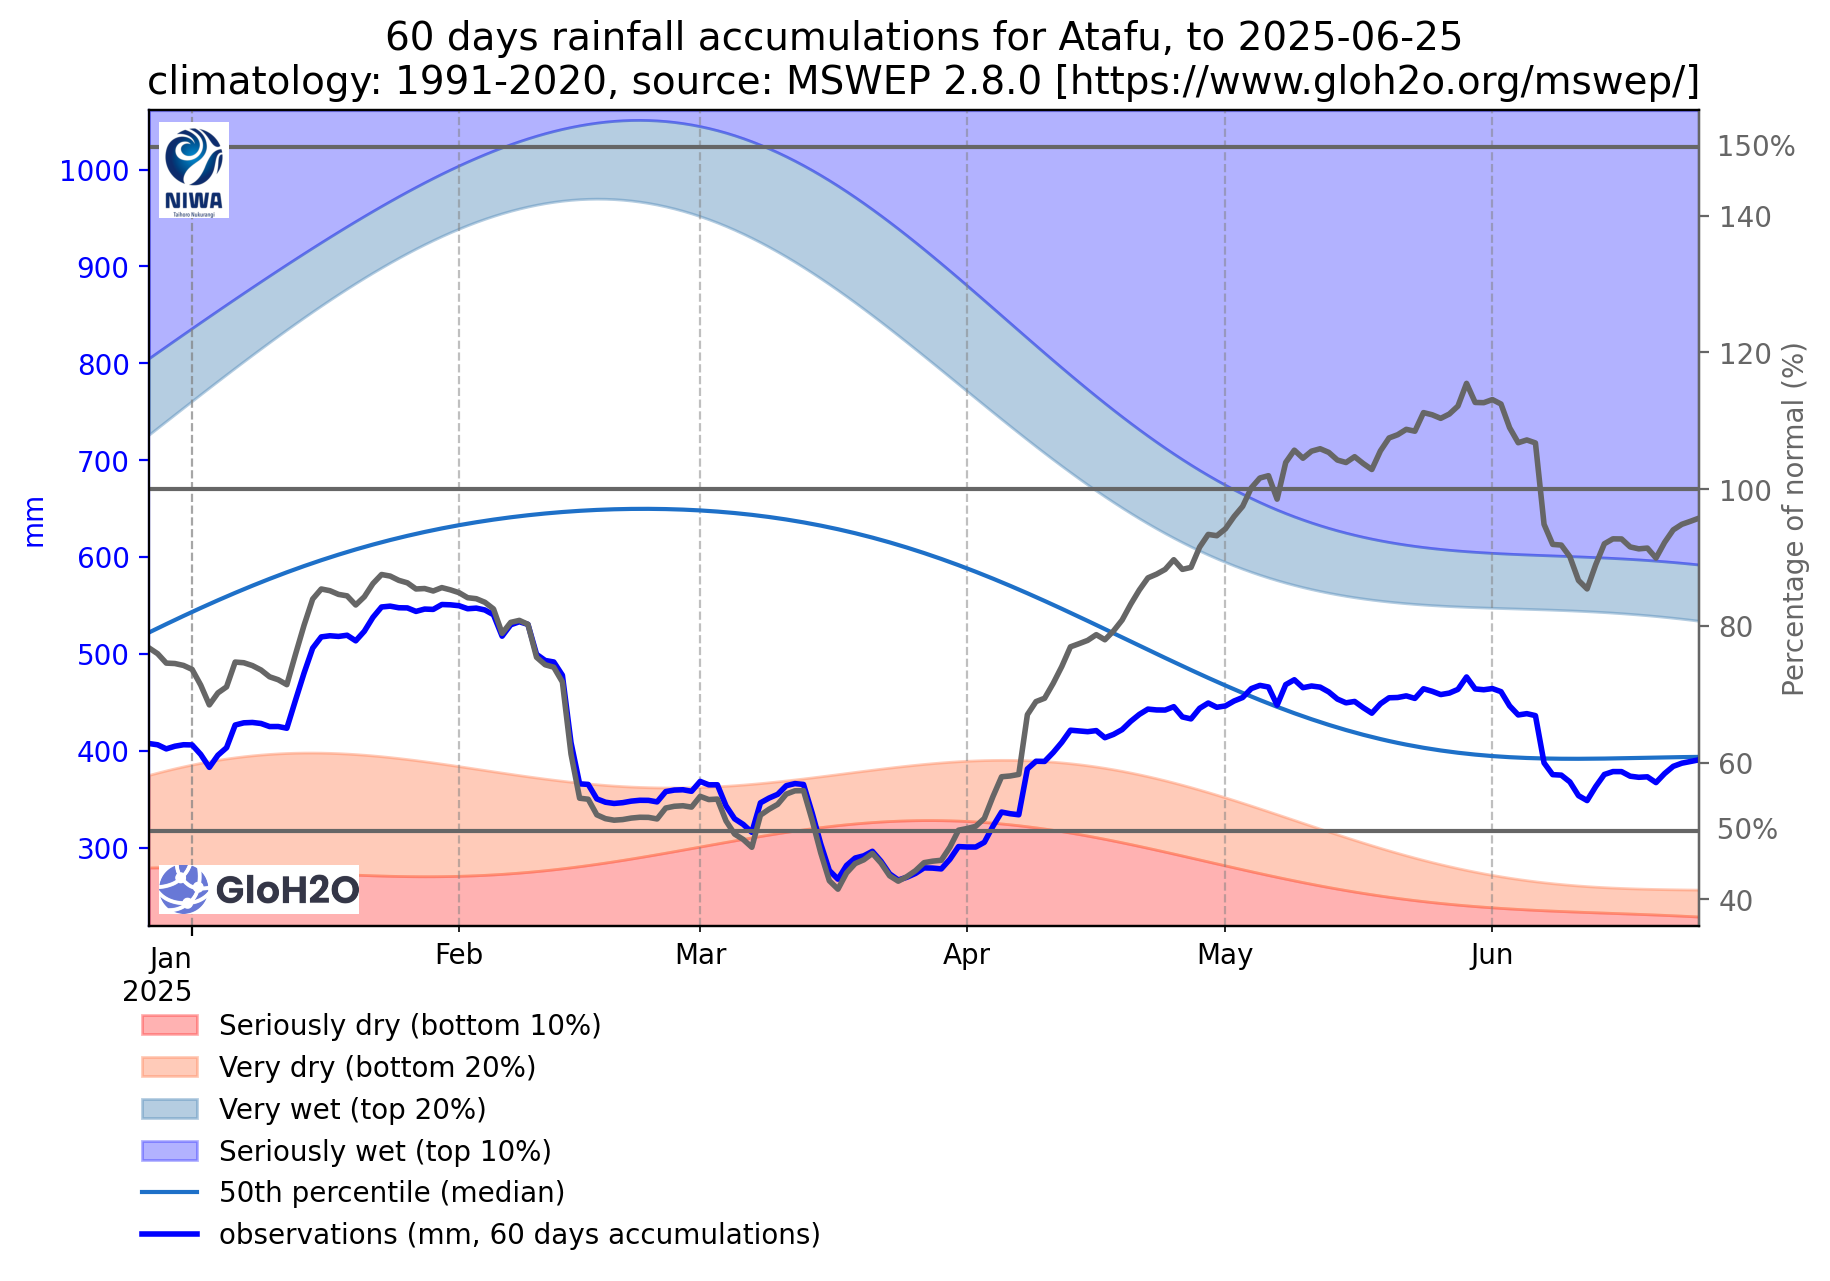 60 days rainfall accumulations for Atafu, to 2025-06-25
climatology: 1991-2020, source: MSWEP 2.8.0 [https://www.gloh2o.org/mswep/]
NIWA
Taihoro Nukurangi
1000
900
800
700
600
500
400
300
mm
150%
140
120
100
80
60
50%
40
Percentage of normal (%)
GloH2O
Jan
2025
Feb
Mar
Apr
May
Jun
Seriously dry (bottom 10%)
Very dry (bottom 20%)
Very wet (top 20%)
Seriously wet (top 10%)
50th percentile (median)
observations (mm, 60 days accumulations)